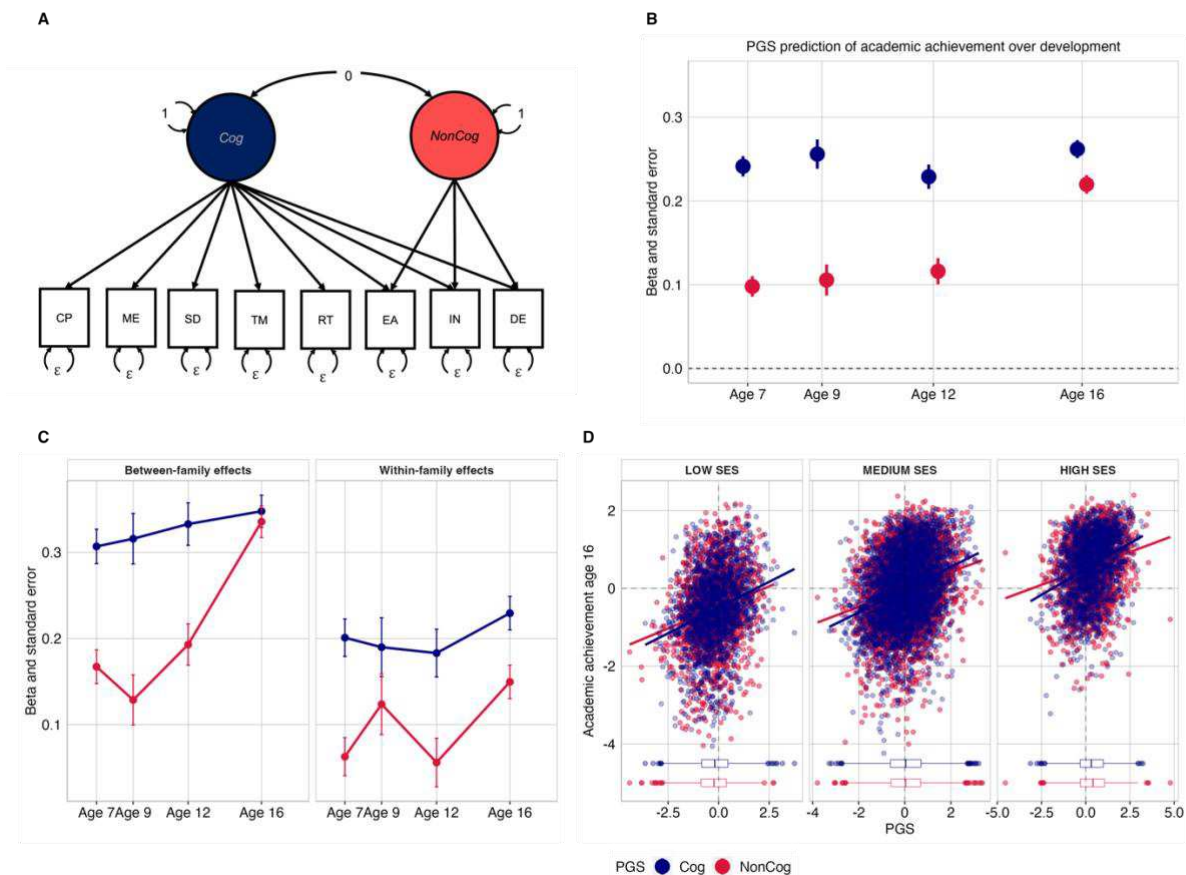 A
0
1
Cog
NonCog
1
CP ME SD TM RT EA IN DE
ε ε ε ε ε ε ε ε
B
PGS prediction of academic achievement over development
Beta and standard error
0.3
0.2
0.1
0.0
Age 7 Age 9 Age 12 Age 16
C
Between-family effects Within-family effects
Beta and standard error
0.3
0.2
0.1
Age 7 Age 9 Age 12 Age 16 Age 7 Age 9 Age 12 Age 16
D
LOW SES MEDIUM SES HIGH SES
Academic achievement age 16
2
0
-2
-4
-2.5 0.0 2.5 -4 -2 0 2 4 -5.0 -2.5 0.0 2.5 5.0
PGS
PGS Cog NonCog